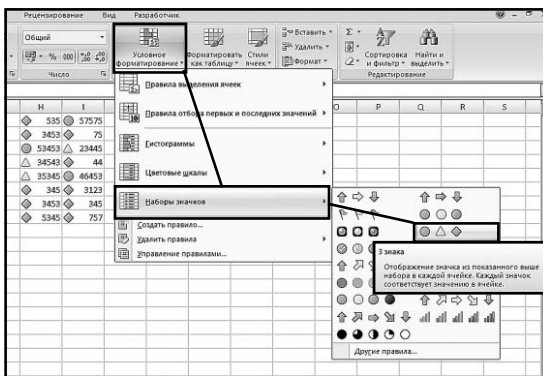 Рецензирование Вид Разработчик
Общий
Условное форматирование
Форматировать как таблицу
Стили ячеек
Вставить
Удалить
Формат
Σ
Сортировка и фильтр
Найти и выделить
% 000
Число
Редактирование
H I O P Q R S
535 57575
3453 75
53453 23445
34543 44
35345 46453
345 3123
3453 345
5345 757
Правила выделения ячеек
Правила отбора первых и последних значений
Гистограммы
Цветовые шкалы
Наборы значков
Создать правило...
Удалить правила
Управление правилами...
3 знака
Отображение значка из показанного выше
набора в каждой ячейке. Каждый значок
соответствует значению в ячейке.
Другие правила...